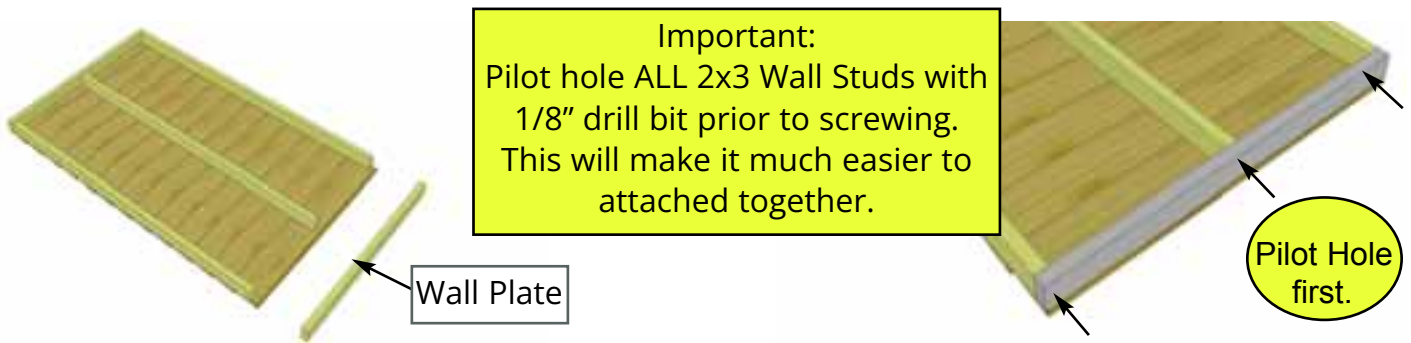 Important:
Pilot hole ALL 2x3 Wall Studs with
1/8” drill bit prior to screwing.
This will make it much easier to
attached together.
Wall Plate
Pilot Hole
first.